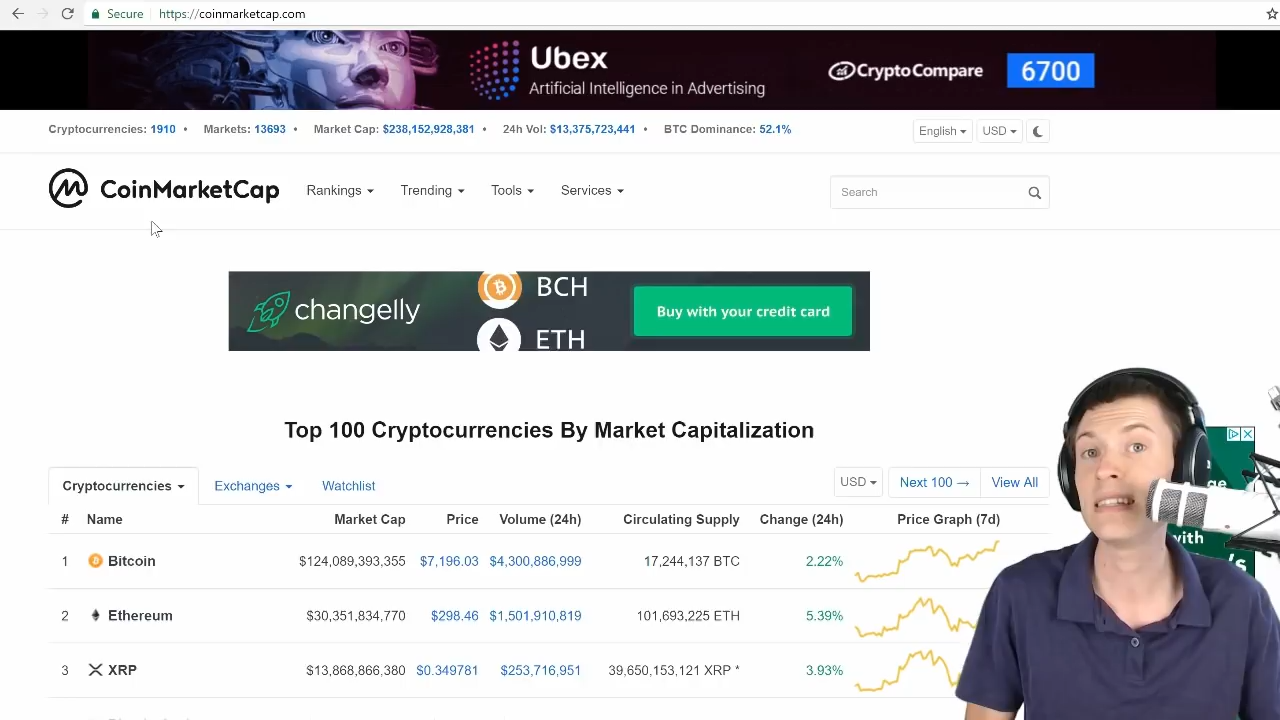 Secure https://coinmarketcap.com
Ubex
Artificial Intelligence in Advertising
CryptoCompare
6700
Cryptocurrencies: 1910 • Markets: 13693 • Market Cap: $238,152,928,381 • 24h Vol: $13,375,723,441 • BTC Dominance: 52.1%
English USD
CoinMarketCap Rankings Trending Tools Services Search
changelly
BCH
ETH
Buy with your credit card
Top 100 Cryptocurrencies By Market Capitalization
Cryptocurrencies Exchanges Watchlist USD Next 100 → View All
# Name Market Cap Price Volume (24h) Circulating Supply Change (24h) Price Graph (7d)
1 Bitcoin $124,089,393,355 $7,196.03 $4,300,886,999 17,244,137 BTC 2.22%
2 Ethereum $30,351,834,770 $298.46 $1,501,910,819 101,693,225 ETH 5.39%
3 XRP $13,868,866,380 $0.349781 $253,716,951 39,650,153,121 XRP * 3.93%
with